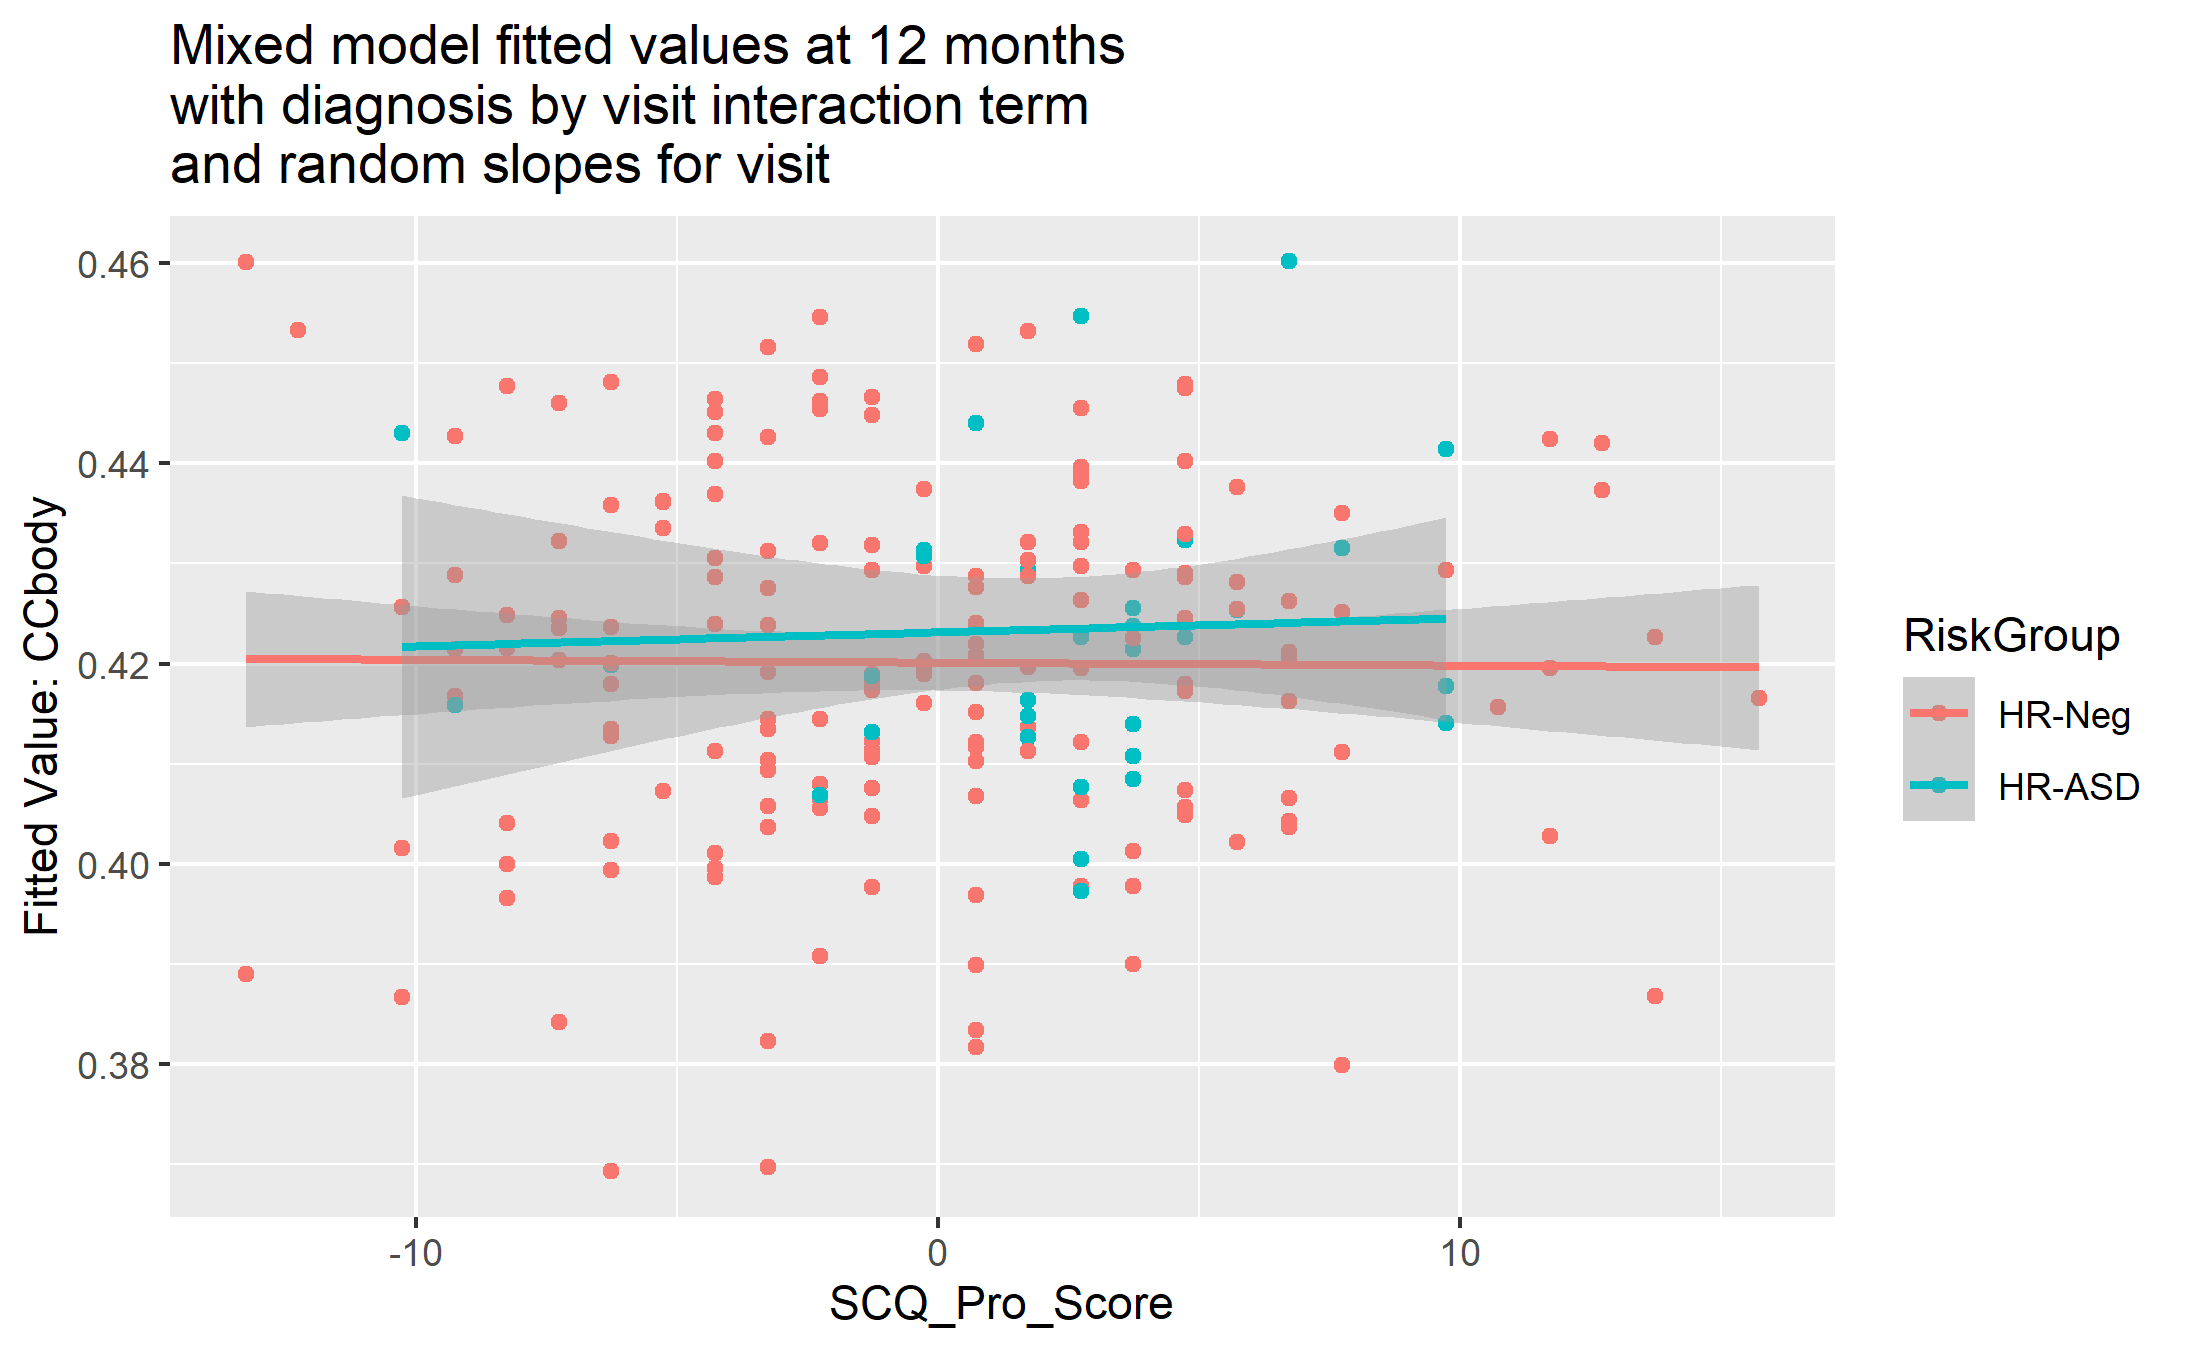 Mixed model fitted values at 12 months
with diagnosis by visit interaction term
and random slopes for visit
Fitted Value: CCbody
0.46
0.44
0.42
0.40
0.38
-10
0
10
SCQ_Pro_Score
RiskGroup
HR-Neg
HR-ASD